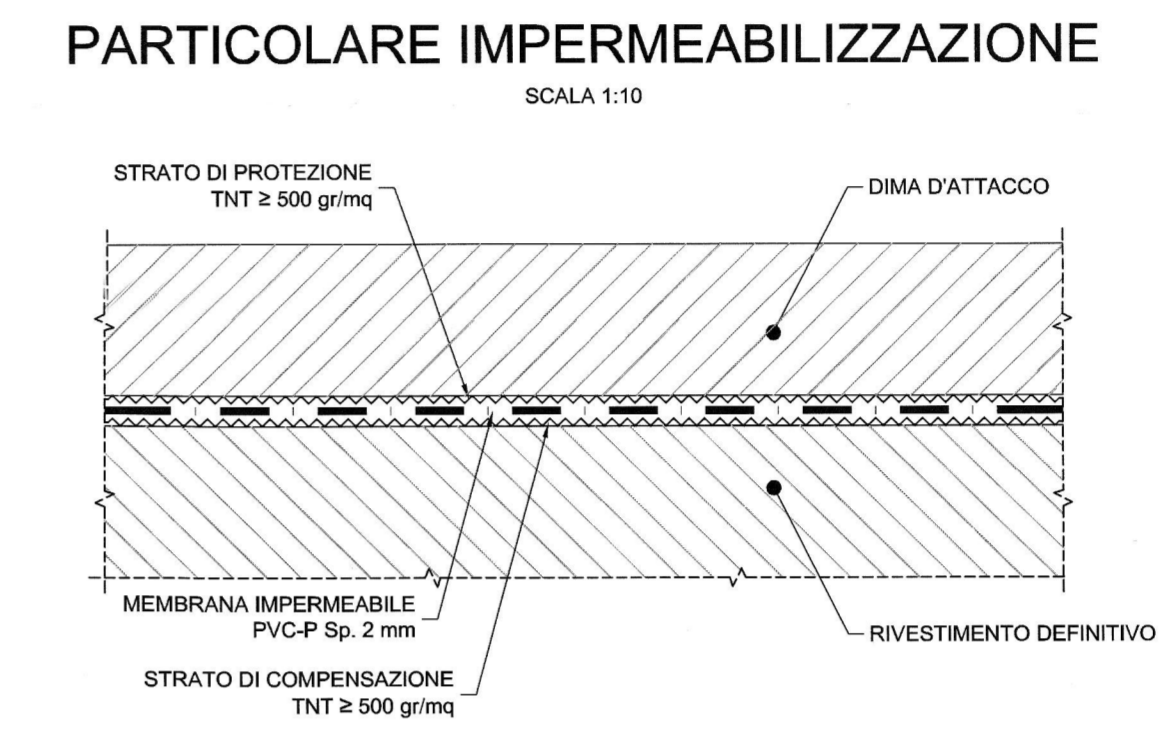 PARTICOLARE IMPERMEABILIZZAZIONE
SCALA 1:10
STRATO DI PROTEZIONE
TNT ≥ 500 gr/mq
DIMA D'ATTACCO
MEMBRANA IMPERMEABILE
PVC-P Sp. 2 mm
RIVESTIMENTO DEFINITIVO
STRATO DI COMPENSAZIONE
TNT ≥ 500 gr/mq